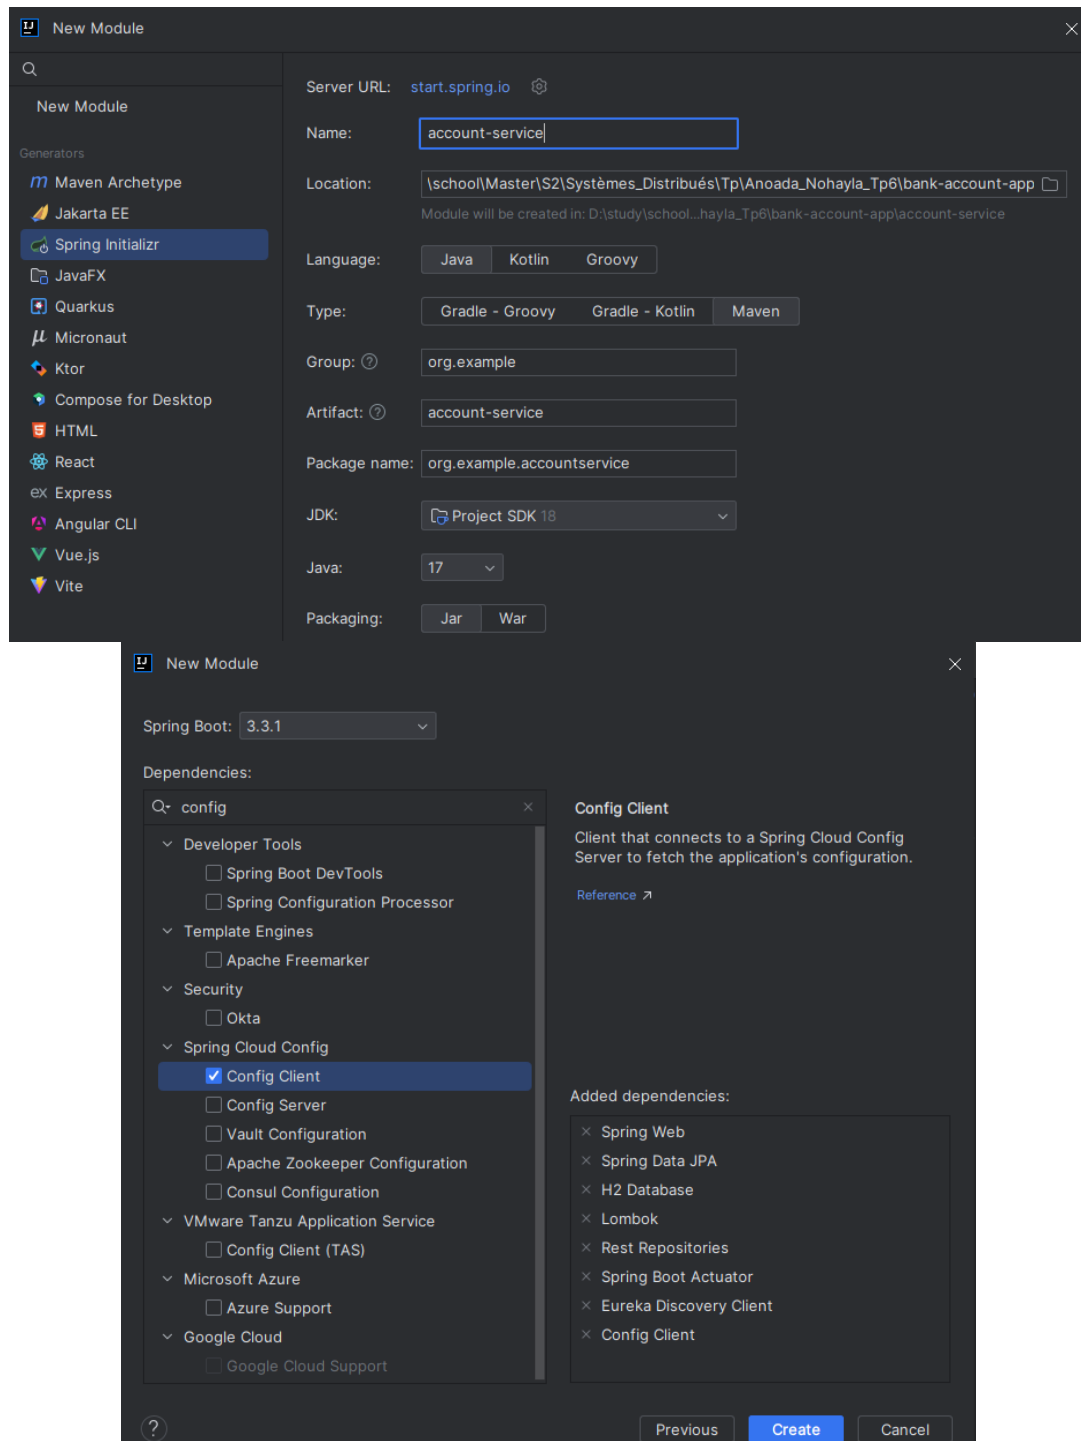 New Module
New Module
Server URL: start.spring.io
Name: account-service
Generators
Maven Archetype
Location: \school\Master\S2\Systèmes_Distribués\Tp\Anoada_Nohayla_Tp6\bank-account-app
Module will be created in: D:\study\school...hayla_Tp6\bank-account-app\account-service
Jakarta EE
Spring Initializr
Language: Java Kotlin Groovy
JavaFX
Quarkus
Type: Gradle - Groovy Gradle - Kotlin Maven
Micronaut
Ktor
Group: ? org.example
Compose for Desktop
HTML
Artifact: ? account-service
React
Package name: org.example.accountservice
Express
Angular CLI
JDK: Project SDK 18
Vue.js
Java: 17
Vite
Packaging: Jar War
New Module
Spring Boot: 3.3.1
Dependencies:
config
Developer Tools
Spring Boot DevTools
Spring Configuration Processor
Template Engines
Apache Freemarker
Security
Okta
Spring Cloud Config
Config Client
Config Server
Vault Configuration
Apache Zookeeper Configuration
Consul Configuration
VMware Tanzu Application Service
Config Client (TAS)
Microsoft Azure
Azure Support
Google Cloud
Google Cloud Support
Config Client
Client that connects to a Spring Cloud Config
Server to fetch the application's configuration.
Reference ↗
Added dependencies:
Spring Web
Spring Data JPA
H2 Database
Lombok
Rest Repositories
Spring Boot Actuator
Eureka Discovery Client
Config Client
? Previous Create Cancel